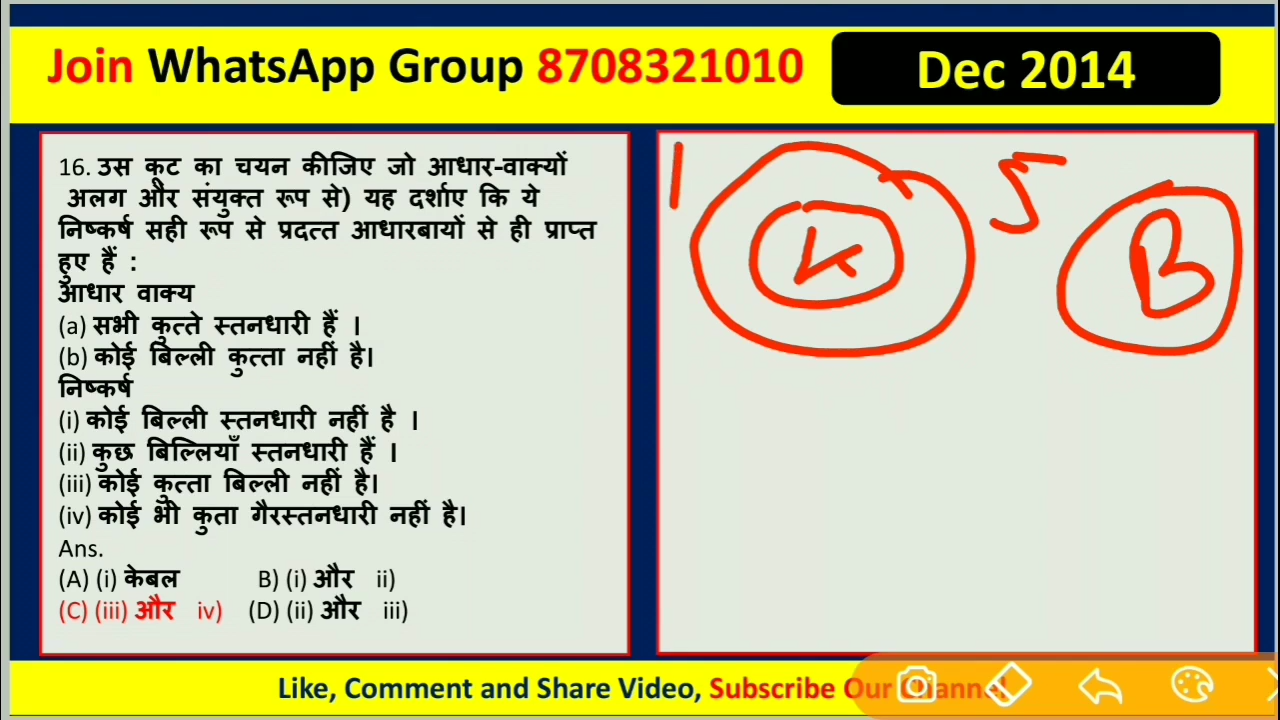 Join WhatsApp Group 8708321010
Dec 2014
16. उस कूट का चयन कीजिए जो आधार-वाक्यों
अलग और संयुक्त रूप से) यह दर्शाए कि ये
निष्कर्ष सही रूप से प्रदत्त आधारबायों से ही प्राप्त
हुए हैं :
आधार वाक्य
(a) सभी कुत्ते स्तनधारी हैं ।
(b) कोई बिल्ली कुत्ता नहीं है।
निष्कर्ष
(i) कोई बिल्ली स्तनधारी नहीं है ।
(ii) कुछ बिल्लियाँ स्तनधारी हैं ।
(iii) कोई कुत्ता बिल्ली नहीं है।
(iv) कोई भी कुता गैरस्तनधारी नहीं है।
Ans.
(A) (i) केबल B) (i) और ii)
(C) (iii) और iv) (D) (ii) और iii)
K
B
Like, Comment and Share Video, Subscribe Our Channel